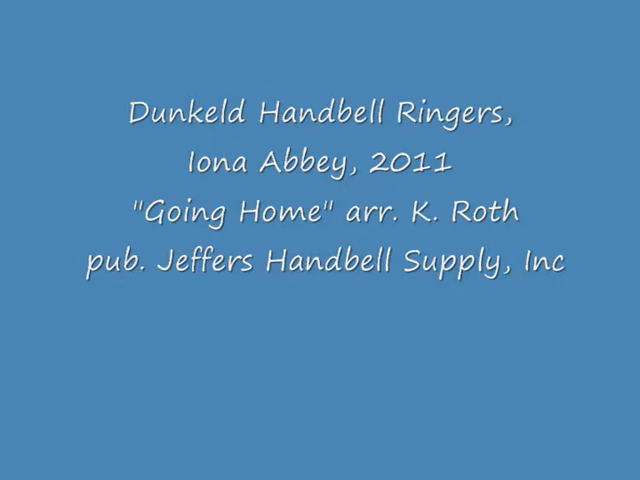 Dunkeld Handbell Ringers,
Iona Abbey, 2011
"Going Home" arr. K. Roth
pub. Jeffers Handbell Supply, Inc